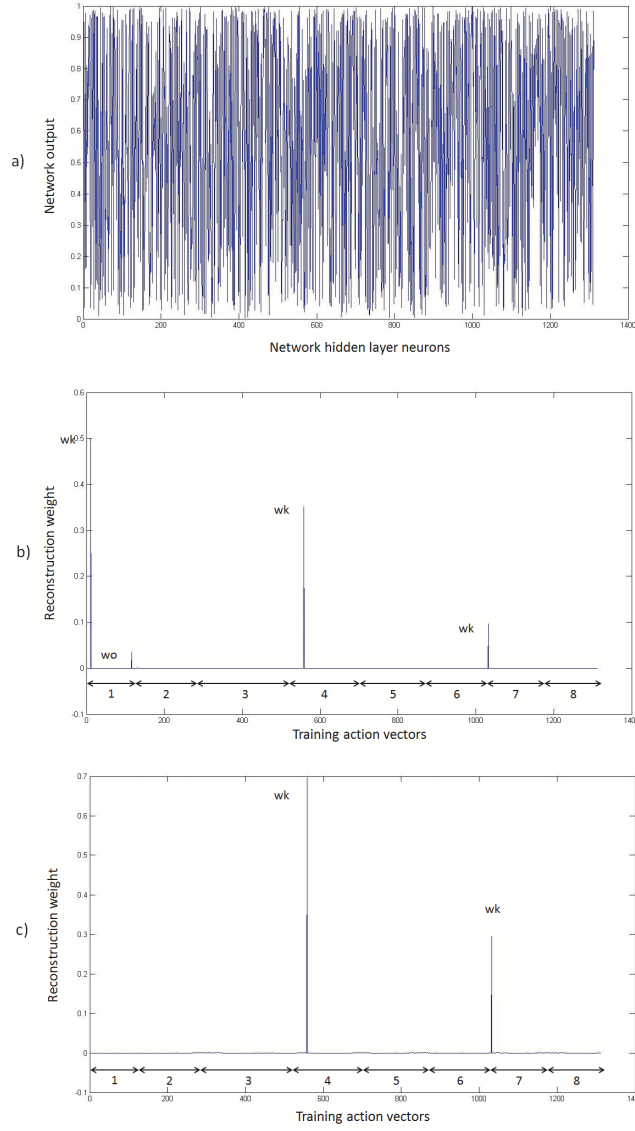 a)
Network output
1
0.9
0.8
0.7
0.6
0.5
0.4
0.3
0.2
0.1
0
0 200 400 600 800 1000 1200 1400
Network hidden layer neurons
b)
Reconstruction weight
0.6
0.5
0.4
0.3
0.2
0.1
0
-0.1
wk
wk
wk
wo
1 2 3 4 5 6 7 8
0 200 400 600 800 1000 1200 140
Training action vectors
c)
Reconstruction weight
0.7
0.6
0.5
0.4
0.3
0.2
0.1
0
-0.1
wk
wk
1 2 3 4 5 6 7 8
0 200 400 600 800 1000 1200 140
Training action vectors